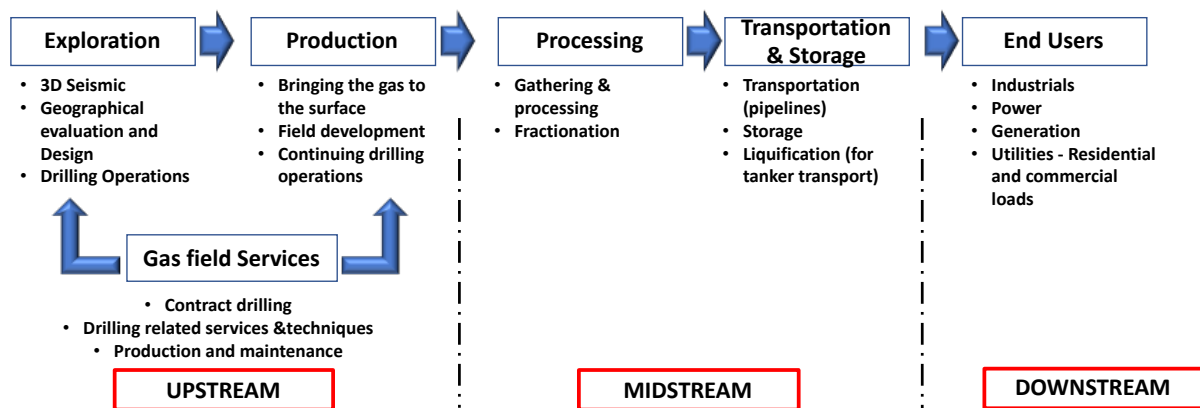 Exploration
• 3D Seismic
• Geographical
evaluation and
Design
• Drilling Operations
Production
• Bringing the gas to
the surface
• Field development
• Continuing drilling
operations
Gas field Services
• Contract drilling
• Drilling related services &techniques
• Production and maintenance
UPSTREAM
Processing
• Gathering &
processing
• Fractionation
Transportation
& Storage
• Transportation
(pipelines)
• Storage
• Liquification (for
tanker transport)
MIDSTREAM
End Users
• Industrials
• Power
• Generation
• Utilities - Residential
and commercial
loads
DOWNSTREAM